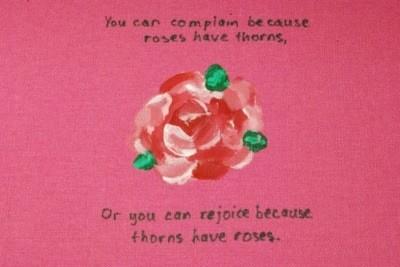 You can complain because
roses have thorns,
Or you can rejoice because
thorns have roses.